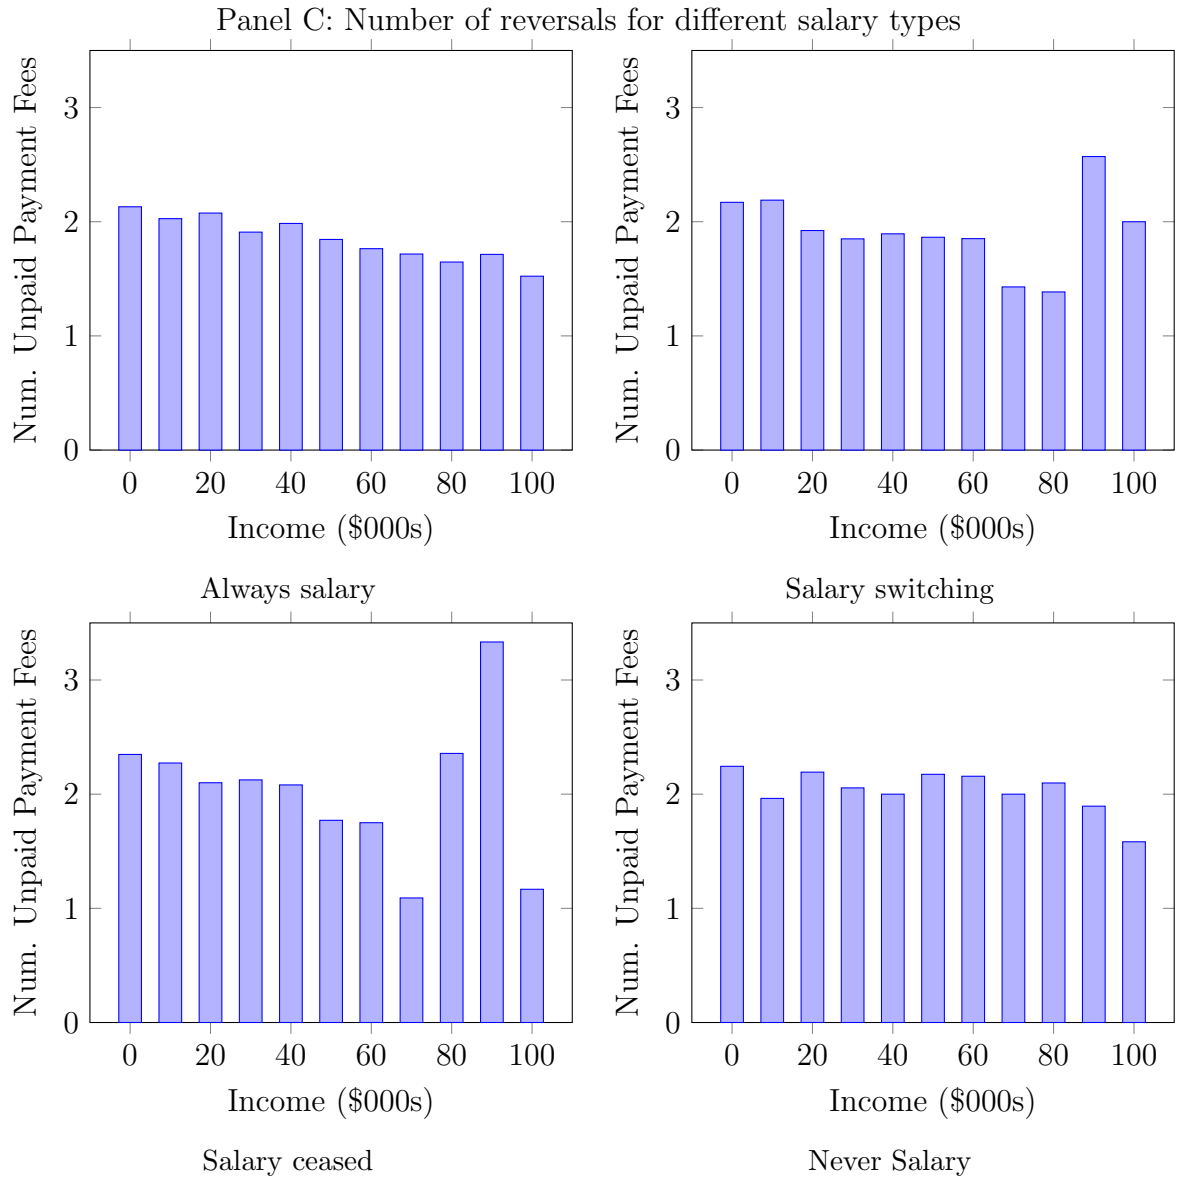 Panel C: Number of reversals for different salary types
Num. Unpaid Payment Fees
3
2
1
0
0 20 40 60 80 100
Income ($000s)
Always salary
Num. Unpaid Payment Fees
3
2
1
0
0 20 40 60 80 100
Income ($000s)
Salary switching
Num. Unpaid Payment Fees
3
2
1
0
0 20 40 60 80 100
Income ($000s)
Salary ceased
Num. Unpaid Payment Fees
3
2
1
0
0 20 40 60 80 100
Income ($000s)
Never Salary